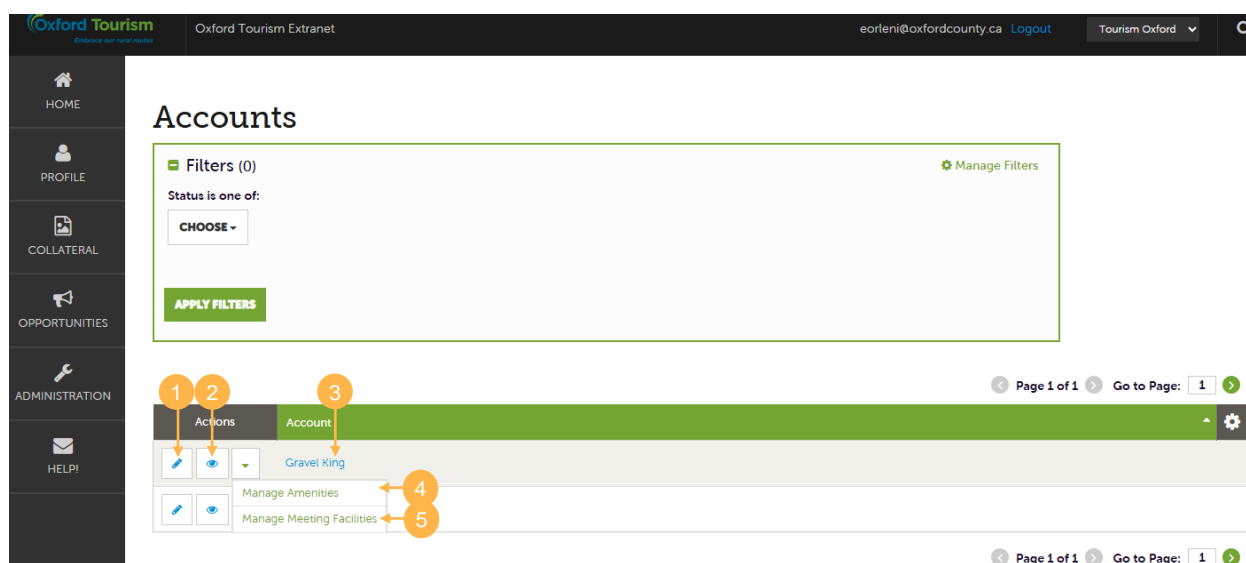 Oxford Tourism
Embrace our rural routes
Oxford Tourism Extranet
eorleni@oxfordcounty.ca Logout
Tourism Oxford
HOME
PROFILE
COLLATERAL
OPPORTUNITIES
ADMINISTRATION
HELP!
Accounts
Filters (0)
Manage Filters
Status is one of:
CHOOSE
APPLY FILTERS
Page 1 of 1 Go to Page: 1
1 2 3
Actions Account
Gravel King
Manage Amenities 4
Manage Meeting Facilities 5
Page 1 of 1 Go to Page: 1